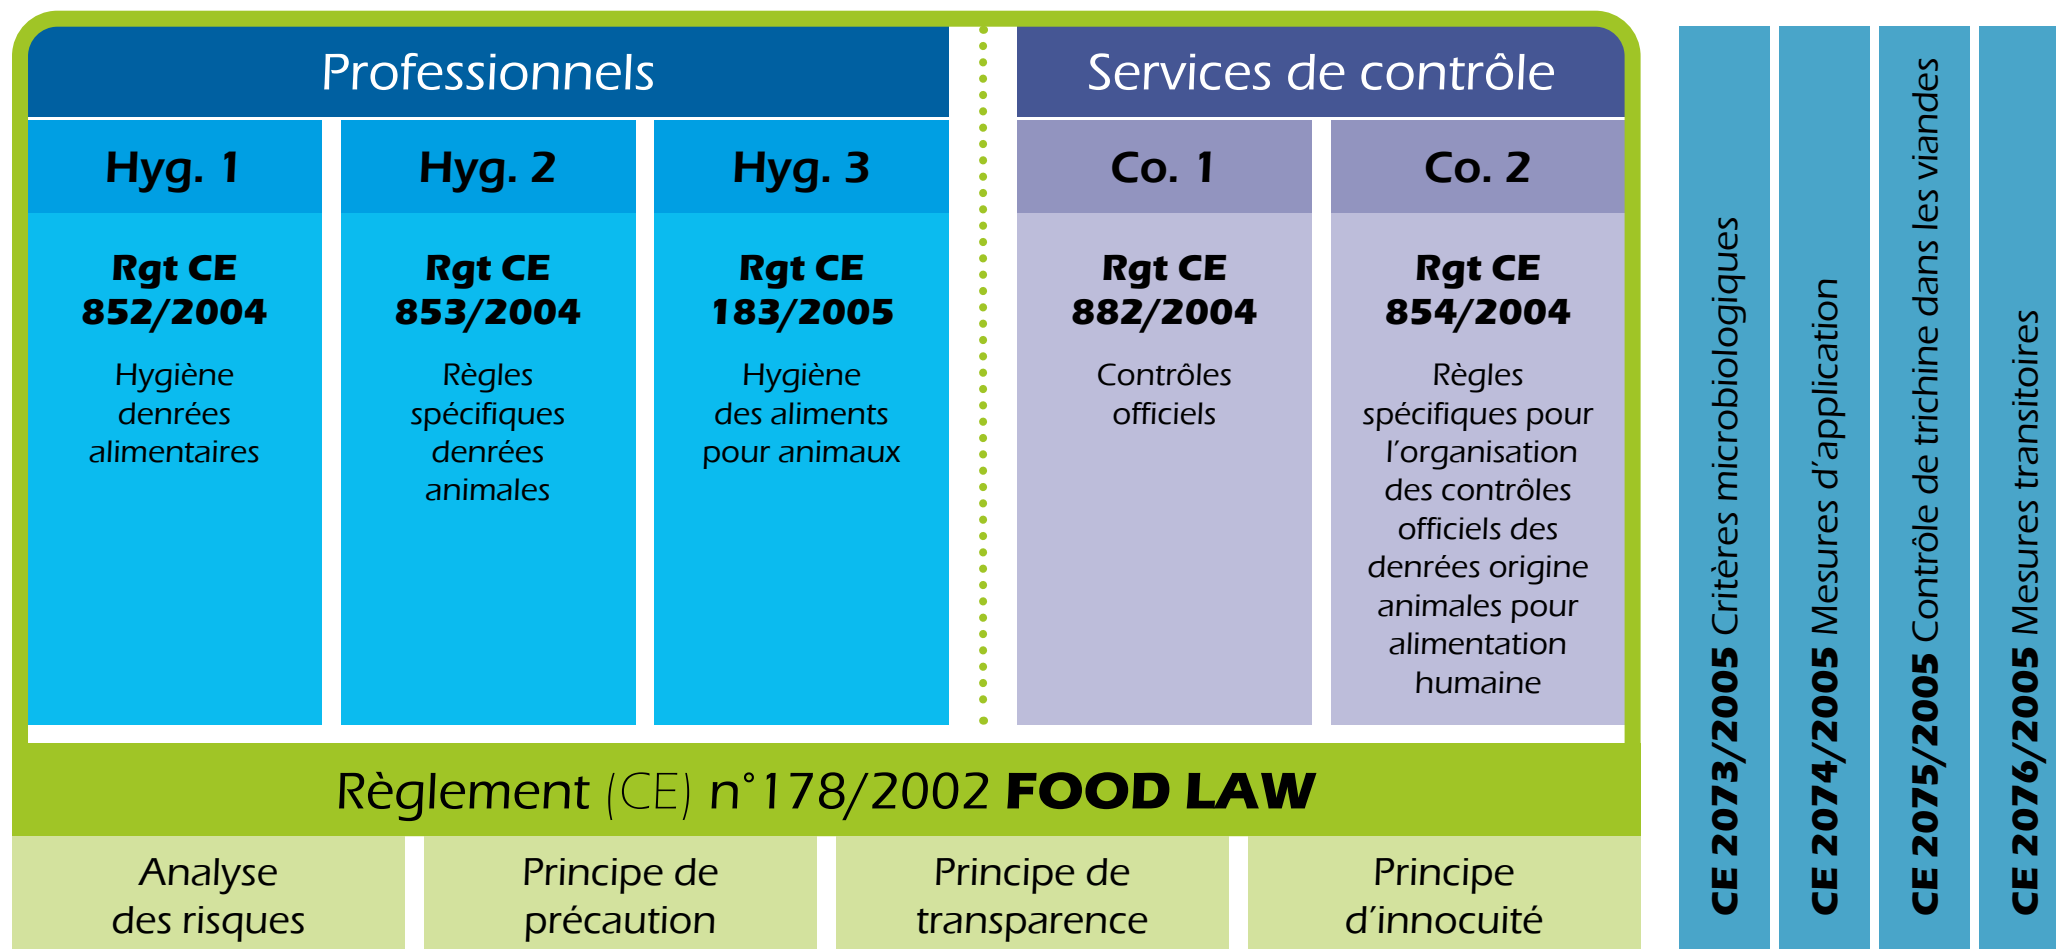 Professionnels
Services de contrôle
Hyg. 1
Hyg. 2
Hyg. 3
Co. 1
Co. 2
Rgt CE
852/2004
Hygiène
denrées
alimentaires
Rgt CE
853/2004
Règles
spécifiques
denrées
animales
Rgt CE
183/2005
Hygiène
des aliments
pour animaux
Rgt CE
882/2004
Contrôles
officiels
Rgt CE
854/2004
Règles
spécifiques pour
l’organisation
des contrôles
officiels des
denrées origine
animales pour
alimentation
humaine
Règlement (CE) n°178/2002 FOOD LAW
Analyse
des risques
Principe de
précaution
Principe de
transparence
Principe
d’innocuité
CE 2073/2005 Critères microbiologiques
CE 2074/2005 Mesures d’application
CE 2075/2005 Contrôle de trichine dans les viandes
CE 2076/2005 Mesures transitoires